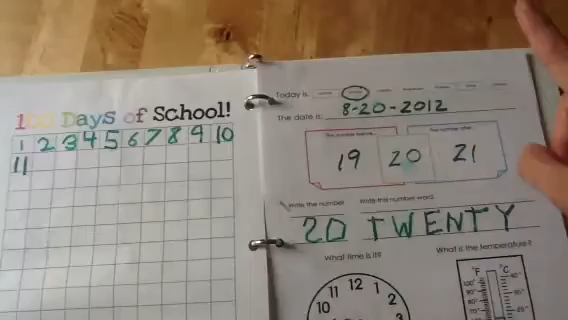 100 Days of School!
1 2 3 4 5 6 7 8 9 10
11
Today is
8-20-2012
The date is:
The number before... The number after...
19 20 21
Write the number Write this number word.
20 TWENTY
What time is it?
What is the temperature?
11 12 1
10 2
°F °C